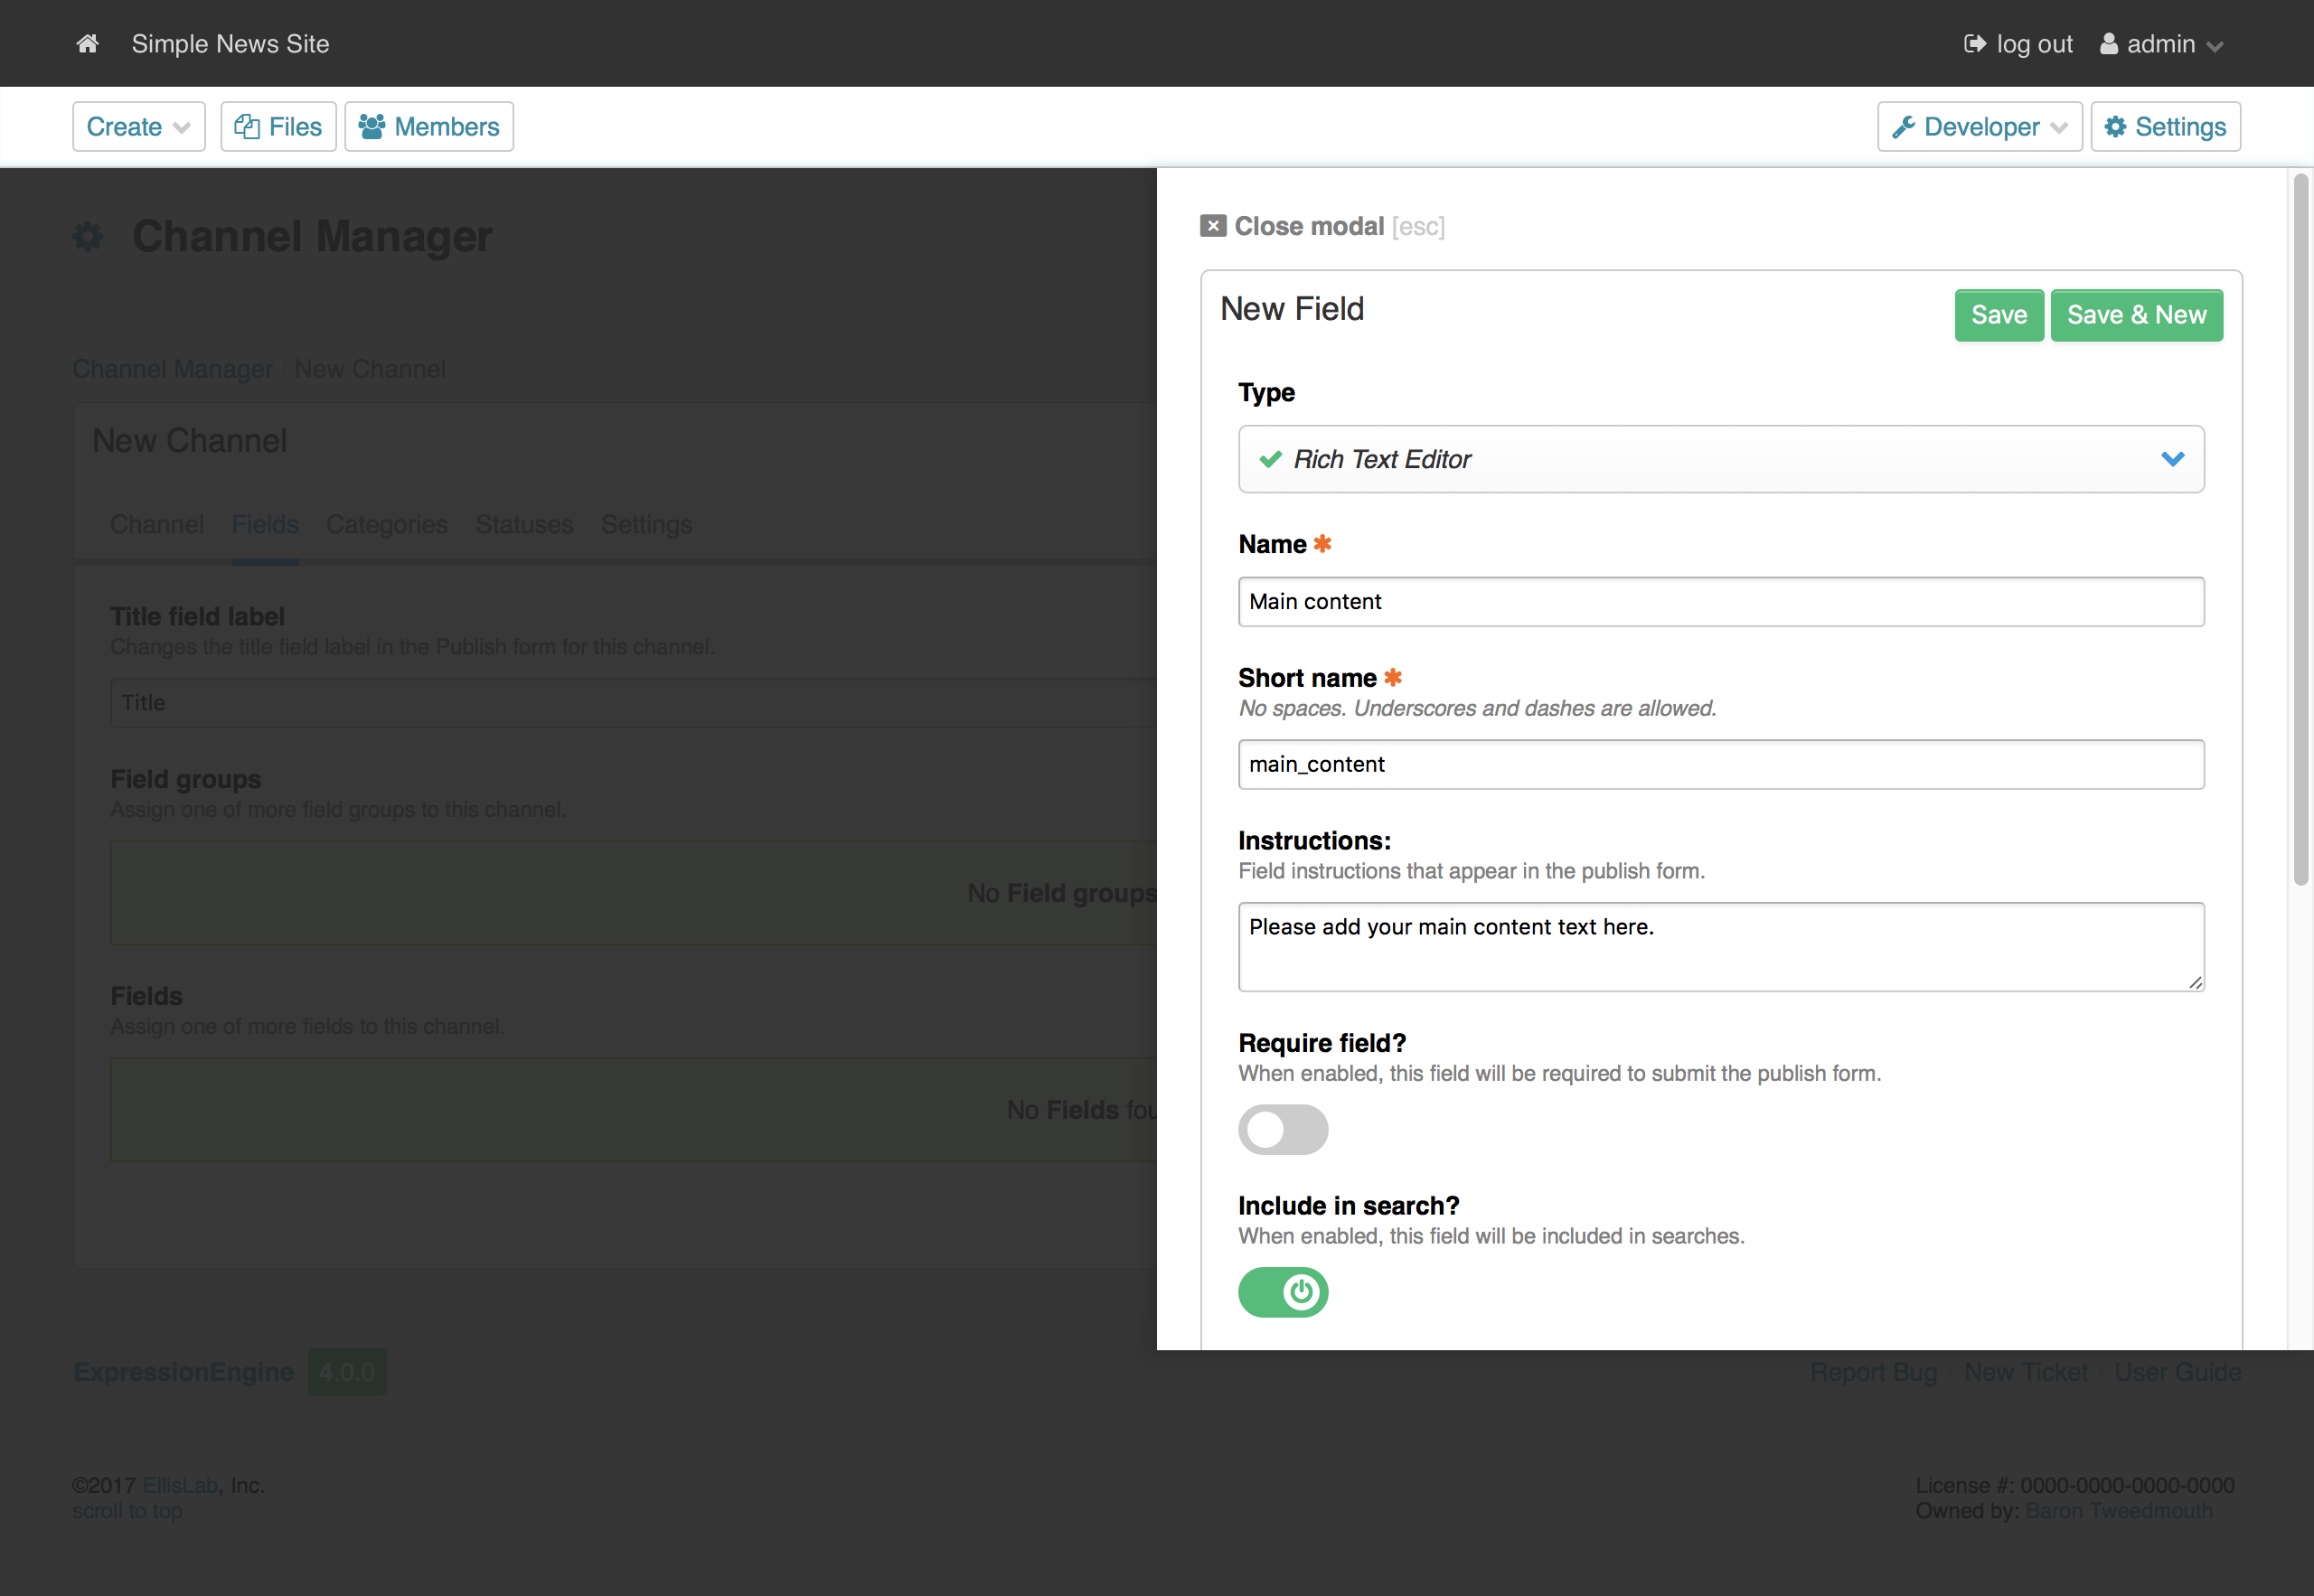 Simple News Site
log out admin
Create Files Members
Developer Settings
Channel Manager
Channel Manager / New Channel
New Channel
Channel Fields Categories Statuses Settings
Title field label
Changes the title field label in the Publish form for this channel.
Title
Field groups
Assign one of more field groups to this channel.
No Field groups
Fields
Assign one of more fields to this channel.
No Fields fou
Close modal [esc]
New Field
Save Save & New
Type
Rich Text Editor
Name *
Main content
Short name *
No spaces. Underscores and dashes are allowed.
main_content
Instructions:
Field instructions that appear in the publish form.
Please add your main content text here.
Require field?
When enabled, this field will be required to submit the publish form.
Include in search?
When enabled, this field will be included in searches.
ExpressionEngine 4.0.0
Report Bug · New Ticket · User Guide
©2017 EllisLab, Inc.
scroll to top
License #: 0000-0000-0000-0000
Owned by: Baron Tweedmouth